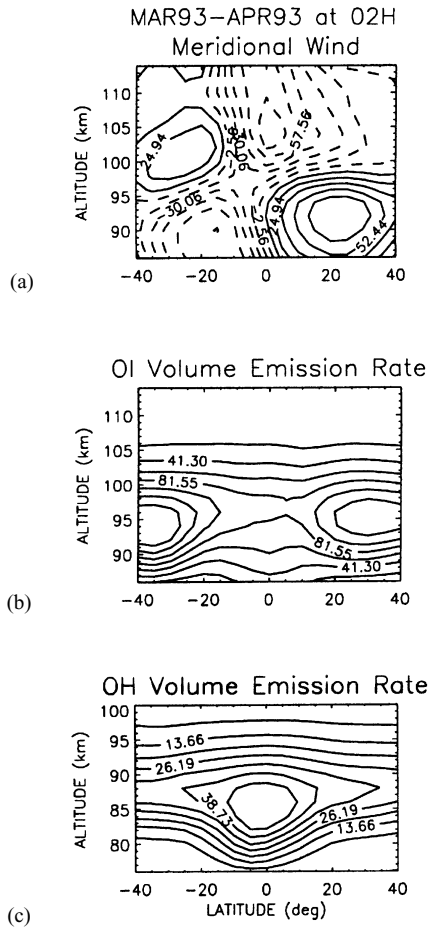 MAR93-APR93 at 02H
Meridional Wind
ALTITUDE (km)
110
105
100
95
90
24.94
2.56
30.06
57.56
30.06
2.56
24.94
52.44
-40 -20 0 20 40
(a)
OI Volume Emission Rate
ALTITUDE (km)
110
105
100
95
90
41.30
81.55
81.55
41.30
-40 -20 0 20 40
(b)
OH Volume Emission Rate
ALTITUDE (km)
100
95
90
85
80
13.66
26.19
38.73
26.19
13.66
-40 -20 0 20 40
LATITUDE (deg)
(c)